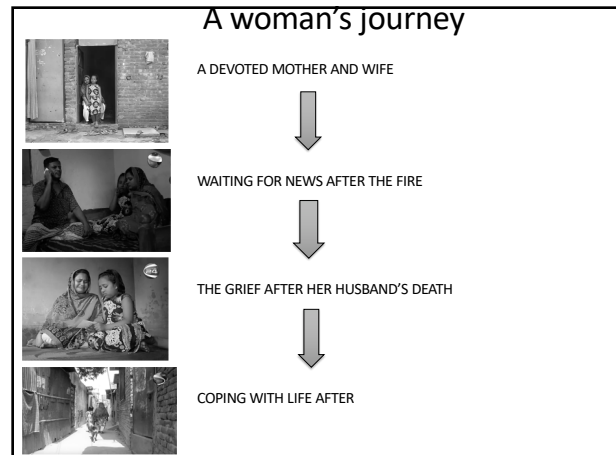 A woman's journey
A DEVOTED MOTHER AND WIFE
WAITING FOR NEWS AFTER THE FIRE
THE GRIEF AFTER HER HUSBAND'S DEATH
COPING WITH LIFE AFTER